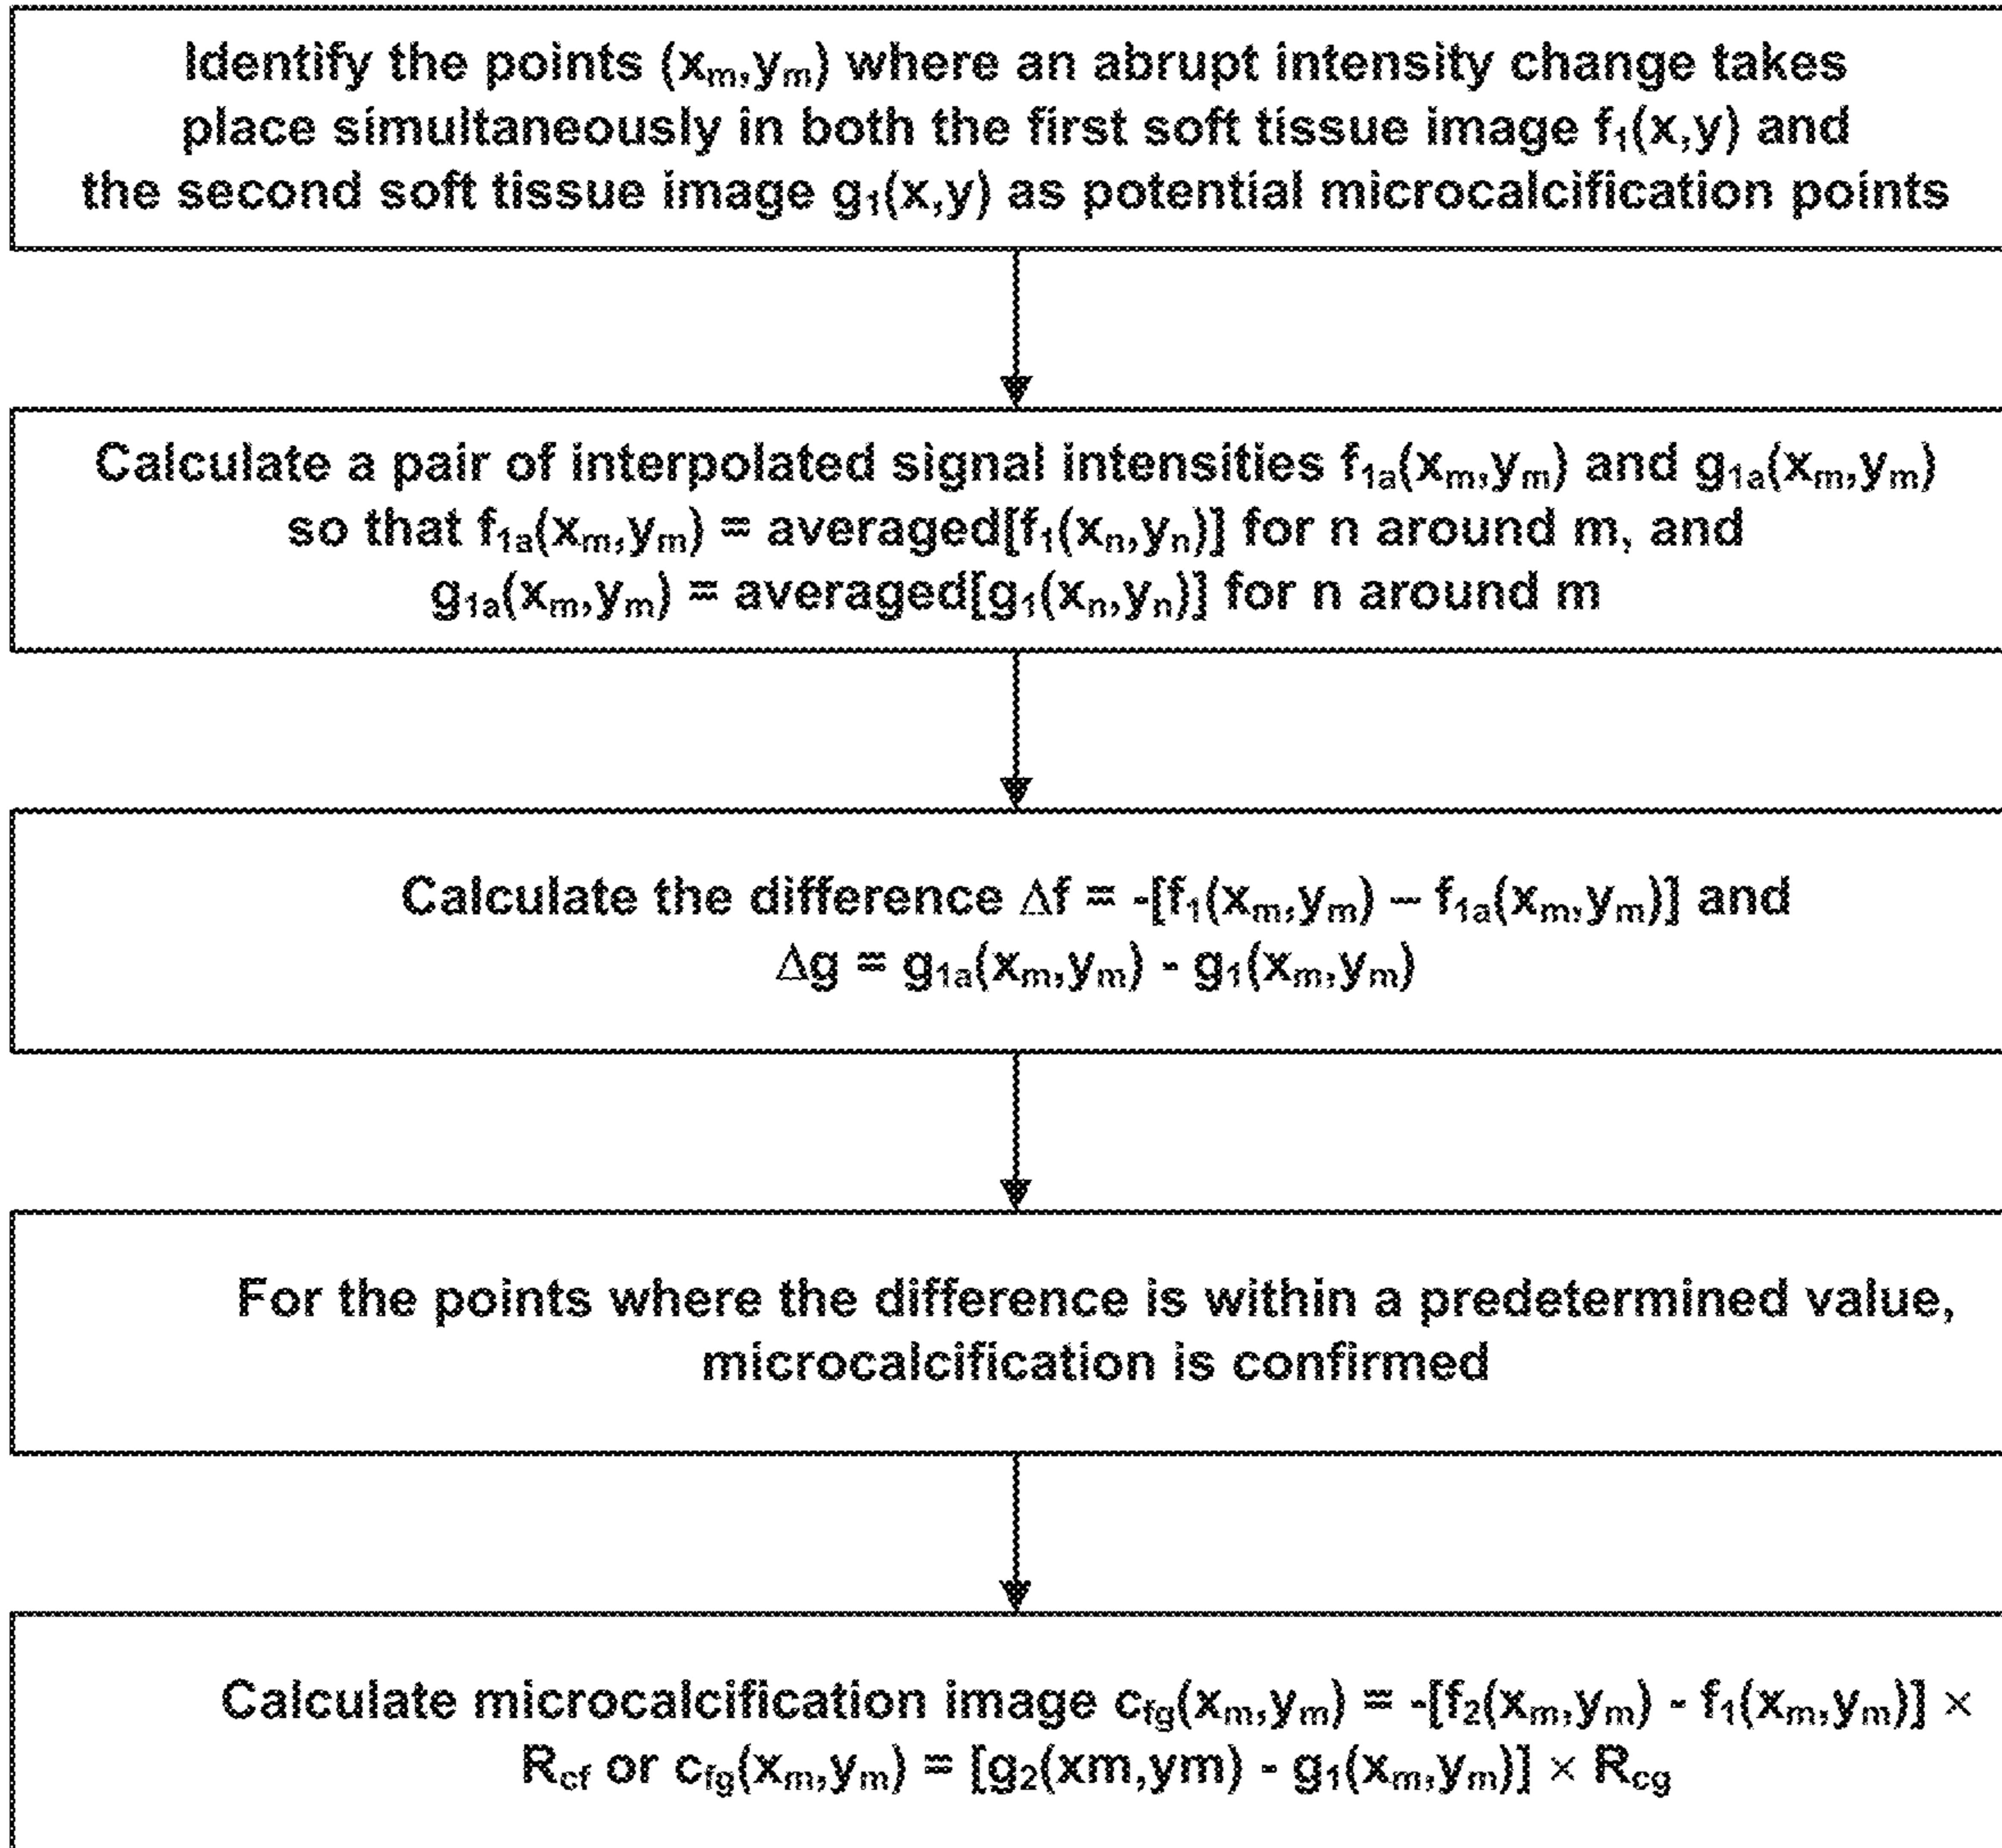 Identify the points (xₘ,yₘ) where an abrupt intensity change takes
place simultaneously in both the first soft tissue image f₁(x,y) and
the second soft tissue image g₁(x,y) as potential microcalcification points
Calculate a pair of interpolated signal intensities f₁ₐ(xₘ,yₘ) and g₁ₐ(xₘ,yₘ)
so that f₁ₐ(xₘ,yₘ) = averaged[f₁(xₙ,yₙ)] for n around m, and
g₁ₐ(xₘ,yₘ) = averaged[g₁(xₙ,yₙ)] for n around m
Calculate the difference Δf = -[f₁(xₘ,yₘ) – f₁ₐ(xₘ,yₘ)] and
Δg = g₁ₐ(xₘ,yₘ) - g₁(xₘ,yₘ)
For the points where the difference is within a predetermined value,
microcalcification is confirmed
Calculate microcalcification image c_fg(xₘ,yₘ) = -[f₂(xₘ,yₘ) - f₁(xₘ,yₘ)] ×
R_cf or c_fg(xₘ,yₘ) = [g₂(xm,ym) - g₁(xₘ,yₘ)] × R_cg